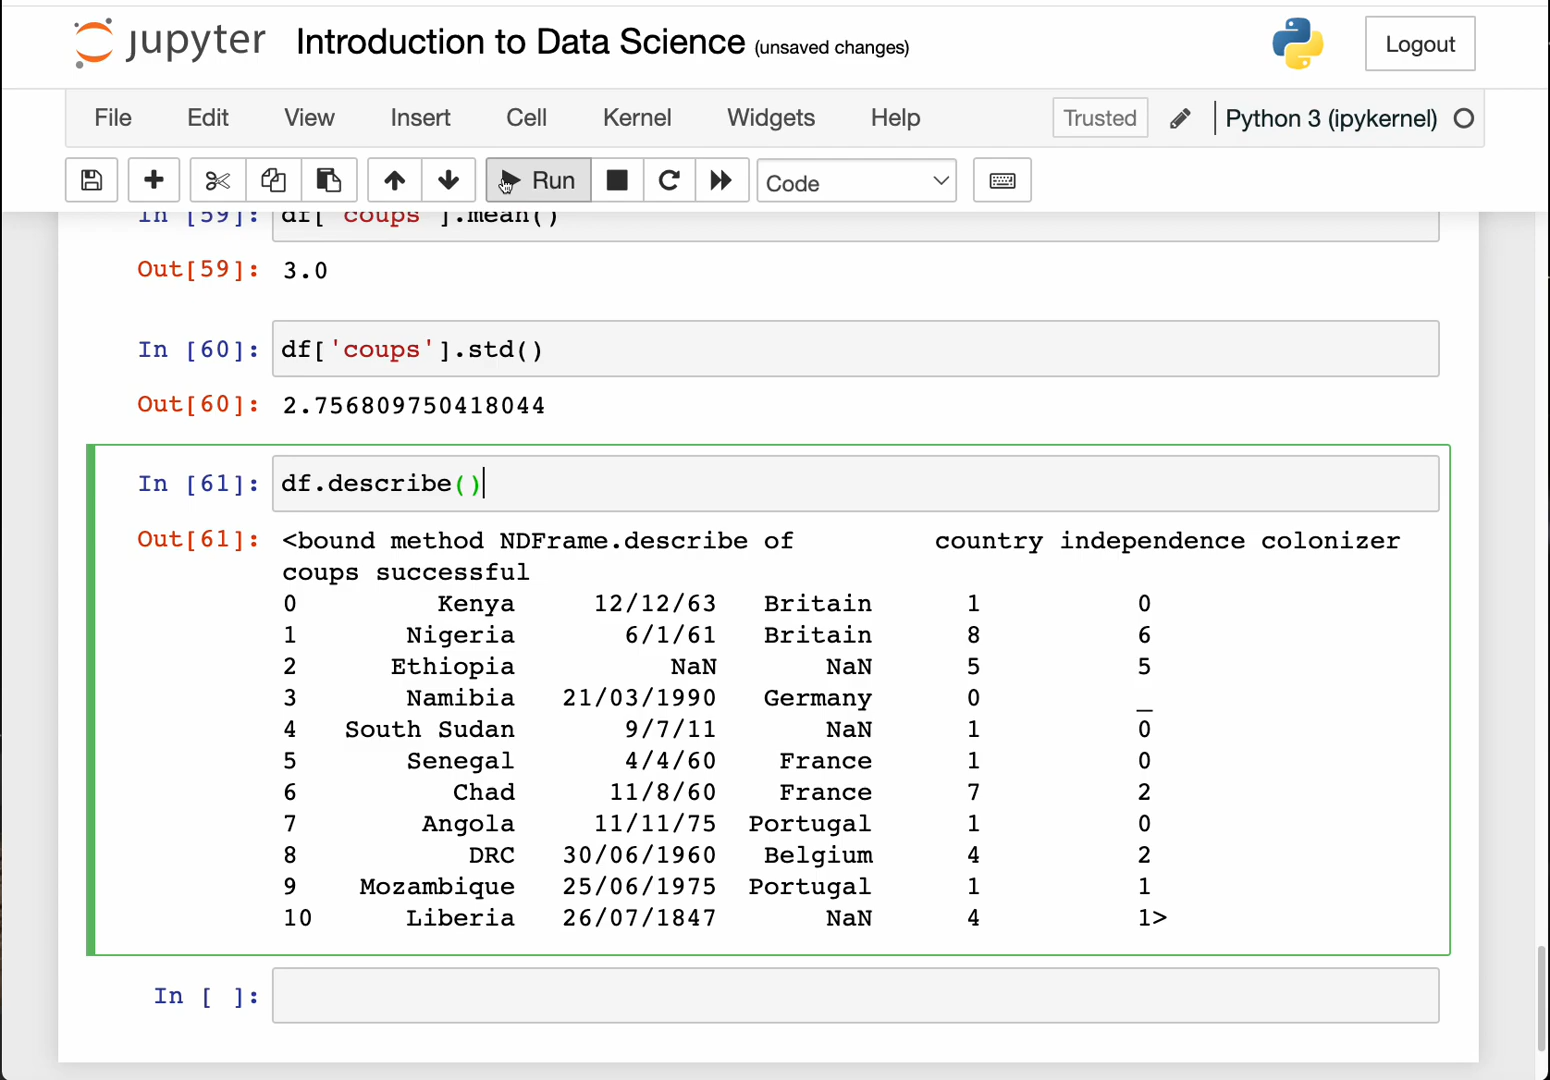 jupyter Introduction to Data Science (unsaved changes) Logout
File Edit View Insert Cell Kernel Widgets Help Trusted Python 3 (ipykernel)
Run Code
In [59]: df['coups'].mean()
Out[59]: 3.0
In [60]: df['coups'].std()
Out[60]: 2.756809750418044
In [61]: df.describe()
Out[61]: <bound method NDFrame.describe of country independence colonizer
coups successful
0 Kenya 12/12/63 Britain 1 0
1 Nigeria 6/1/61 Britain 8 6
2 Ethiopia NaN NaN 5 5
3 Namibia 21/03/1990 Germany 0 _
4 South Sudan 9/7/11 NaN 1 0
5 Senegal 4/4/60 France 1 0
6 Chad 11/8/60 France 7 2
7 Angola 11/11/75 Portugal 1 0
8 DRC 30/06/1960 Belgium 4 2
9 Mozambique 25/06/1975 Portugal 1 1
10 Liberia 26/07/1847 NaN 4 1>
In [ ]: